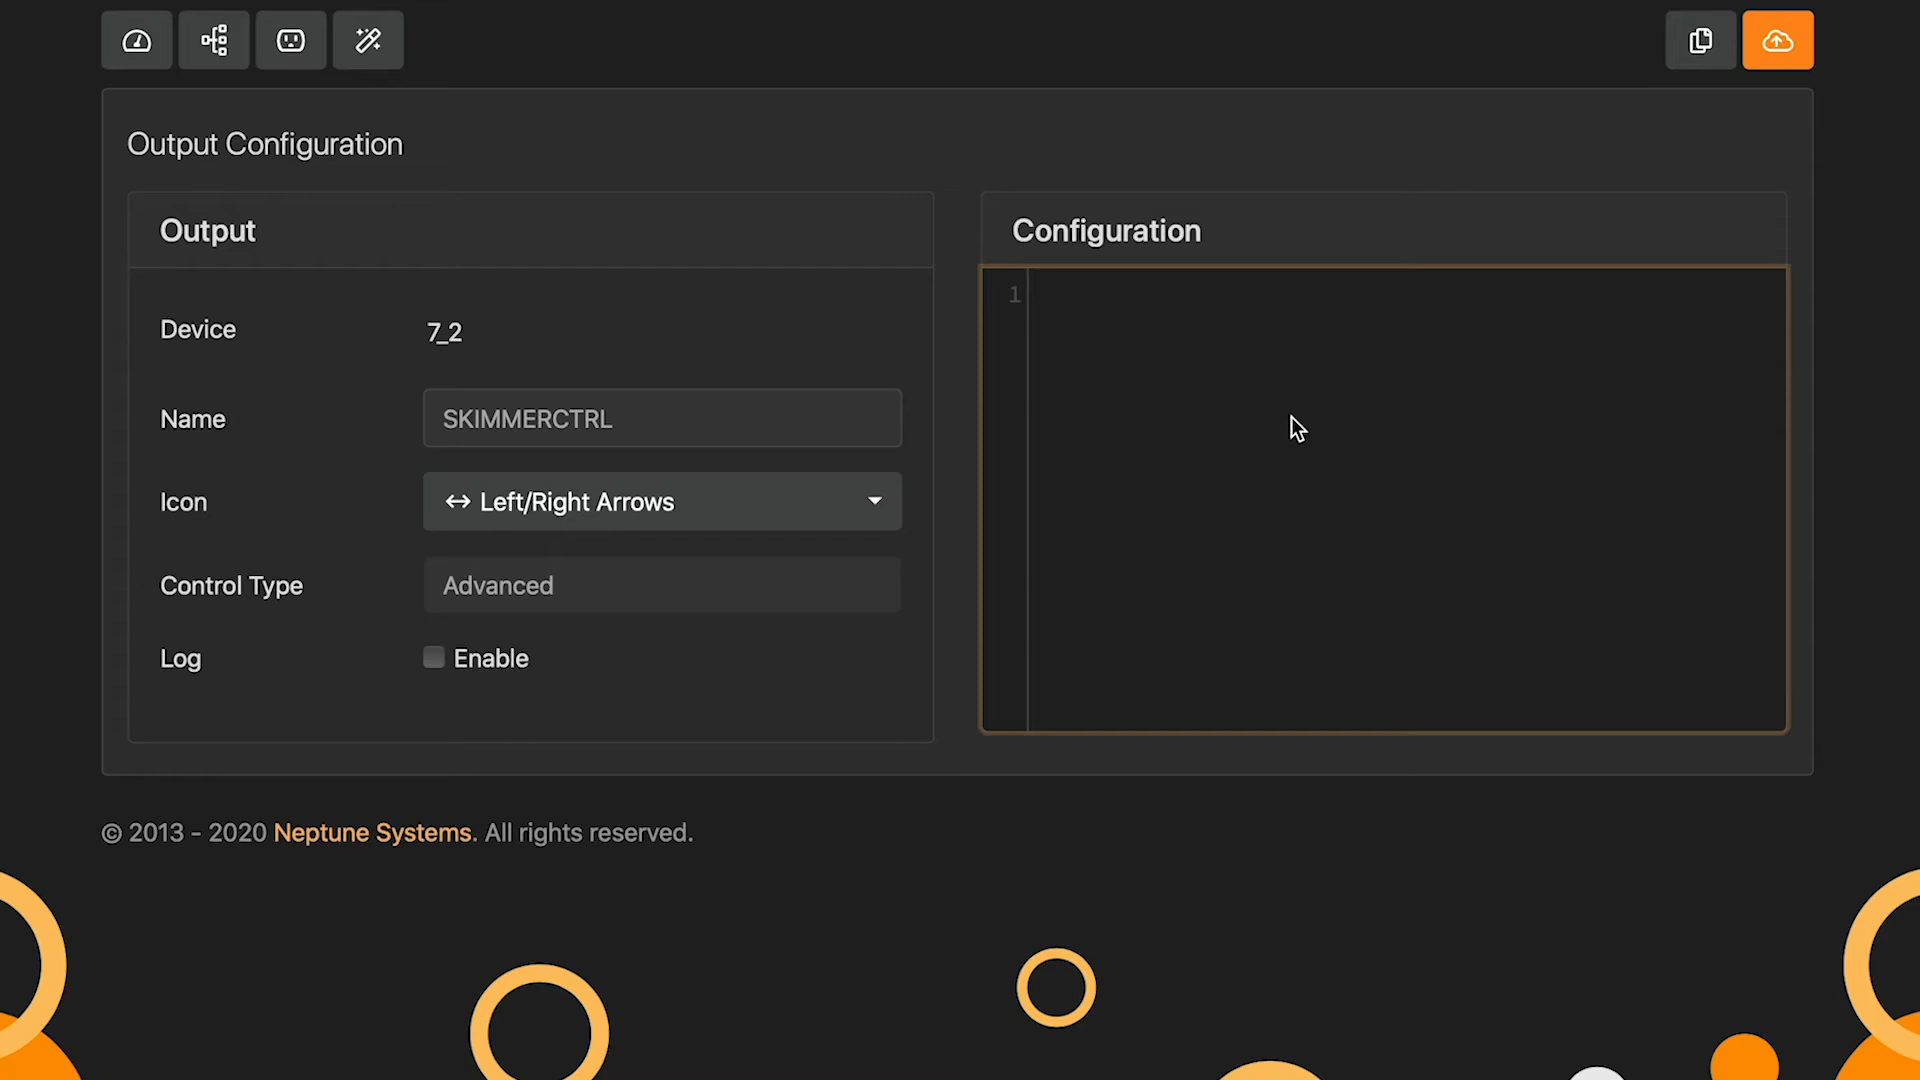 Output Configuration
Output
Device 7_2
Name SKIMMERCTRL
Icon Left/Right Arrows
Control Type Advanced
Log Enable
Configuration
1
© 2013 - 2020 Neptune Systems. All rights reserved.